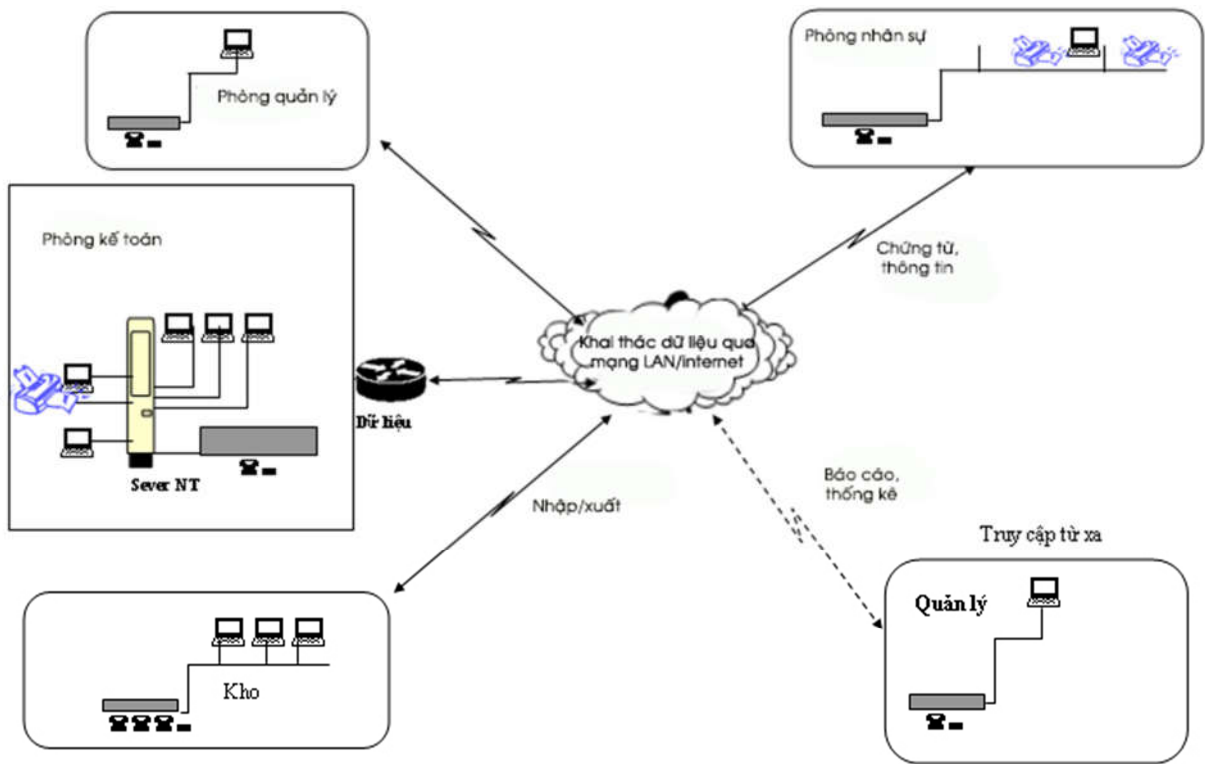 Phòng quản lý
Phòng nhân sự
Phòng kế toán
Chứng từ,
thông tin
Khai thác dữ liệu qua
mạng LAN/internet
Dữ liệu
Sever NT
Nhập/xuất
Báo cáo,
thống kê
Truy cập từ xa
Quản lý
Kho